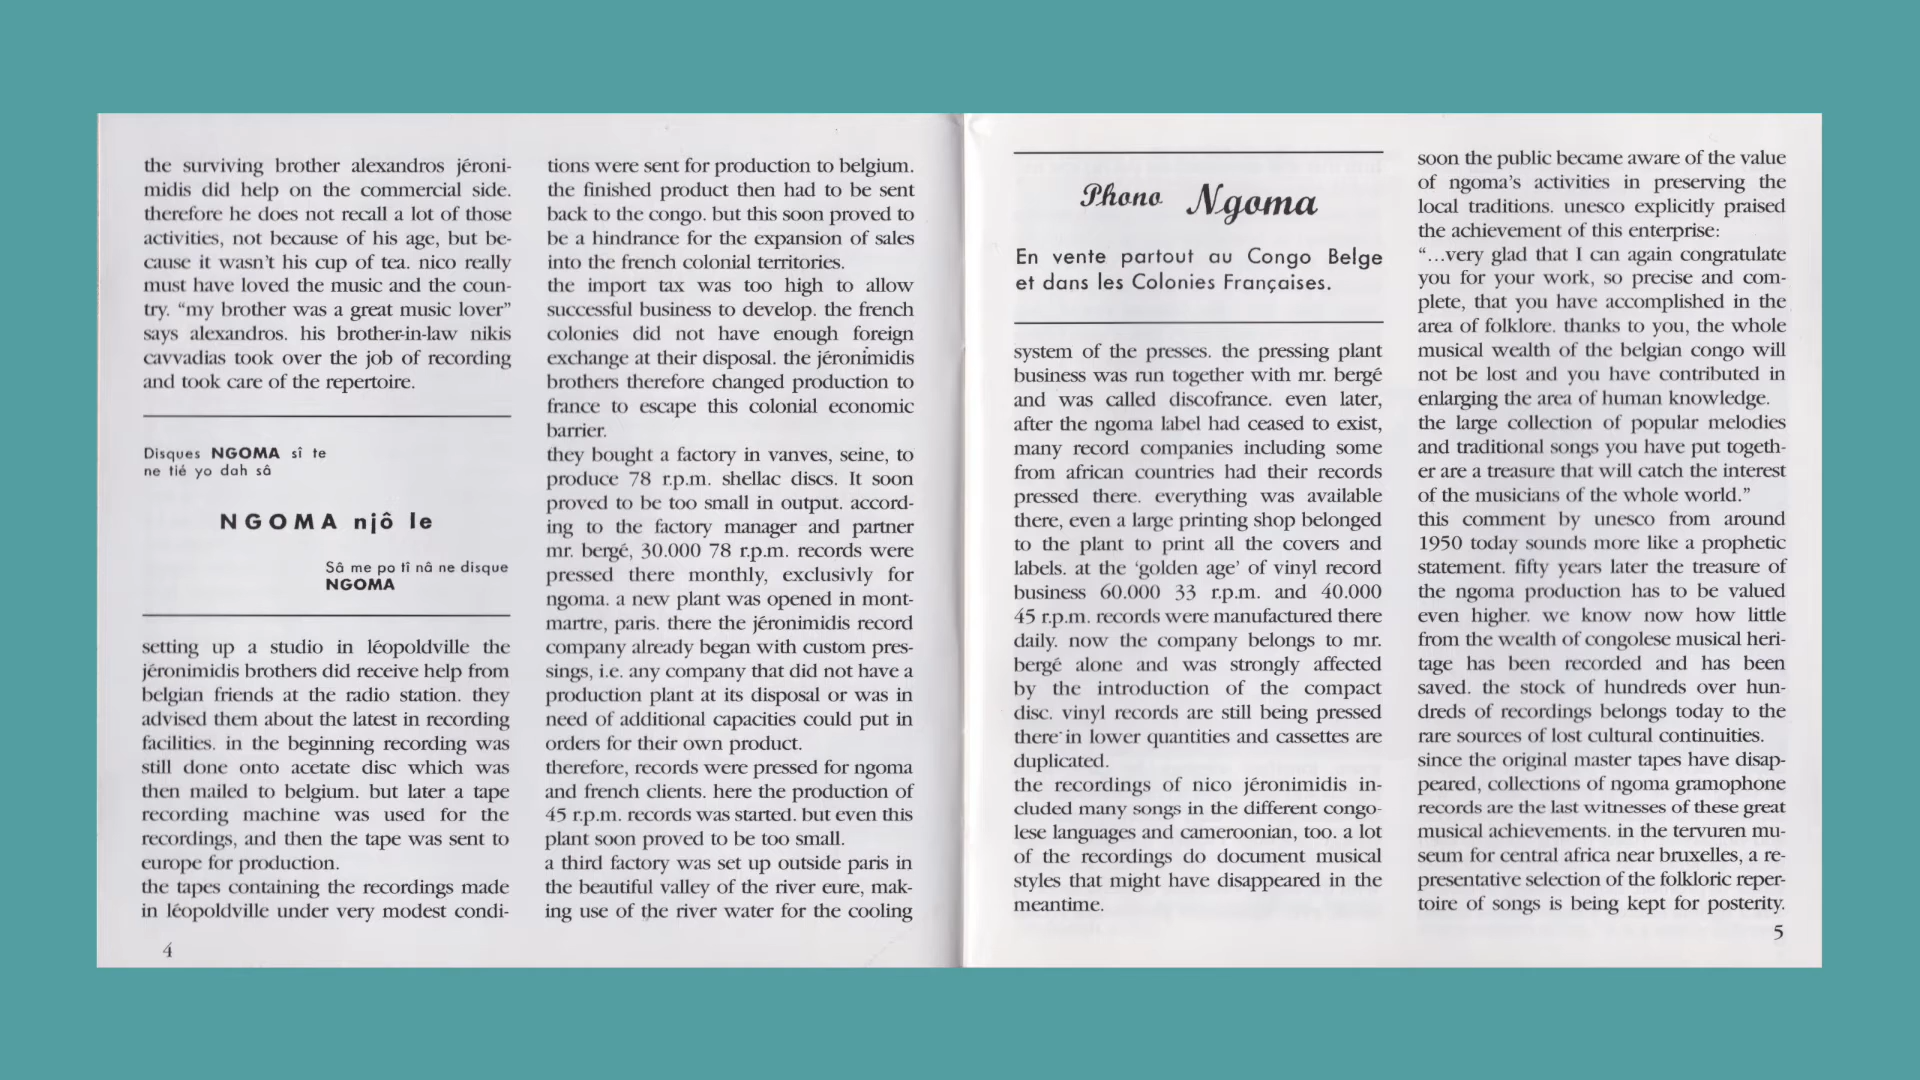 the surviving brother alexandros jéroni-
midis did help on the commercial side.
therefore he does not recall a lot of those
activities, not because of his age, but be-
cause it wasn't his cup of tea. nico really
must have loved the music and the coun-
try. “my brother was a great music lover”
says alexandros. his brother-in-law nikis
cavvadias took over the job of recording
and took care of the repertoire.
Disques NGOMA sî te
ne tié yo dah sâ
NGOMA njô le
Sâ me po tî nâ ne disque
NGOMA
setting up a studio in léopoldville the
jéronimidis brothers did receive help from
belgian friends at the radio station. they
advised them about the latest in recording
facilities. in the beginning recording was
still done onto acetate disc which was
then mailed to belgium. but later a tape
recording machine was used for the
recordings, and then the tape was sent to
europe for production.
the tapes containing the recordings made
in léopoldville under very modest condi-
4
tions were sent for production to belgium.
the finished product then had to be sent
back to the congo. but this soon proved to
be a hindrance for the expansion of sales
into the french colonial territories.
the import tax was too high to allow
successful business to develop. the french
colonies did not have enough foreign
exchange at their disposal. the jéronimidis
brothers therefore changed production to
france to escape this colonial economic
barrier.
they bought a factory in vanves, seine, to
produce 78 r.p.m. shellac discs. It soon
proved to be too small in output. accord-
ing to the factory manager and partner
mr. bergé, 30.000 78 r.p.m. records were
pressed there monthly, exclusivly for
ngoma. a new plant was opened in mont-
martre, paris. there the jéronimidis record
company already began with custom pres-
sings, i.e. any company that did not have a
production plant at its disposal or was in
need of additional capacities could put in
orders for their own product.
therefore, records were pressed for ngoma
and french clients. here the production of
45 r.p.m. records was started. but even this
plant soon proved to be too small.
a third factory was set up outside paris in
the beautiful valley of the river eure, mak-
ing use of the river water for the cooling
Phono Ngoma
En vente partout au Congo Belge
et dans les Colonies Françaises.
system of the presses. the pressing plant
business was run together with mr. bergé
and was called discofrance. even later,
after the ngoma label had ceased to exist,
many record companies including some
from african countries had their records
pressed there. everything was available
there, even a large printing shop belonged
to the plant to print all the covers and
labels. at the ‘golden age’ of vinyl record
business 60.000 33 r.p.m. and 40.000
45 r.p.m. records were manufactured there
daily. now the company belongs to mr.
bergé alone and was strongly affected
by the introduction of the compact
disc. vinyl records are still being pressed
there in lower quantities and cassettes are
duplicated.
the recordings of nico jéronimidis in-
cluded many songs in the different congo-
lese languages and cameroonian, too. a lot
of the recordings do document musical
styles that might have disappeared in the
meantime.
soon the public became aware of the value
of ngoma's activities in preserving the
local traditions. unesco explicitly praised
the achievement of this enterprise:
“...very glad that I can again congratulate
you for your work, so precise and com-
plete, that you have accomplished in the
area of folklore. thanks to you, the whole
musical wealth of the belgian congo will
not be lost and you have contributed in
enlarging the area of human knowledge.
the large collection of popular melodies
and traditional songs you have put togeth-
er are a treasure that will catch the interest
of the musicians of the whole world.”
this comment by unesco from around
1950 today sounds more like a prophetic
statement. fifty years later the treasure of
the ngoma production has to be valued
even higher. we know now how little
from the wealth of congolese musical heri-
tage has been recorded and has been
saved. the stock of hundreds over hun-
dreds of recordings belongs today to the
rare sources of lost cultural continuities.
since the original master tapes have disap-
peared, collections of ngoma gramophone
records are the last witnesses of these great
musical achievements. in the tervuren mu-
seum for central africa near bruxelles, a re-
presentative selection of the folkloric reper-
toire of songs is being kept for posterity.
5